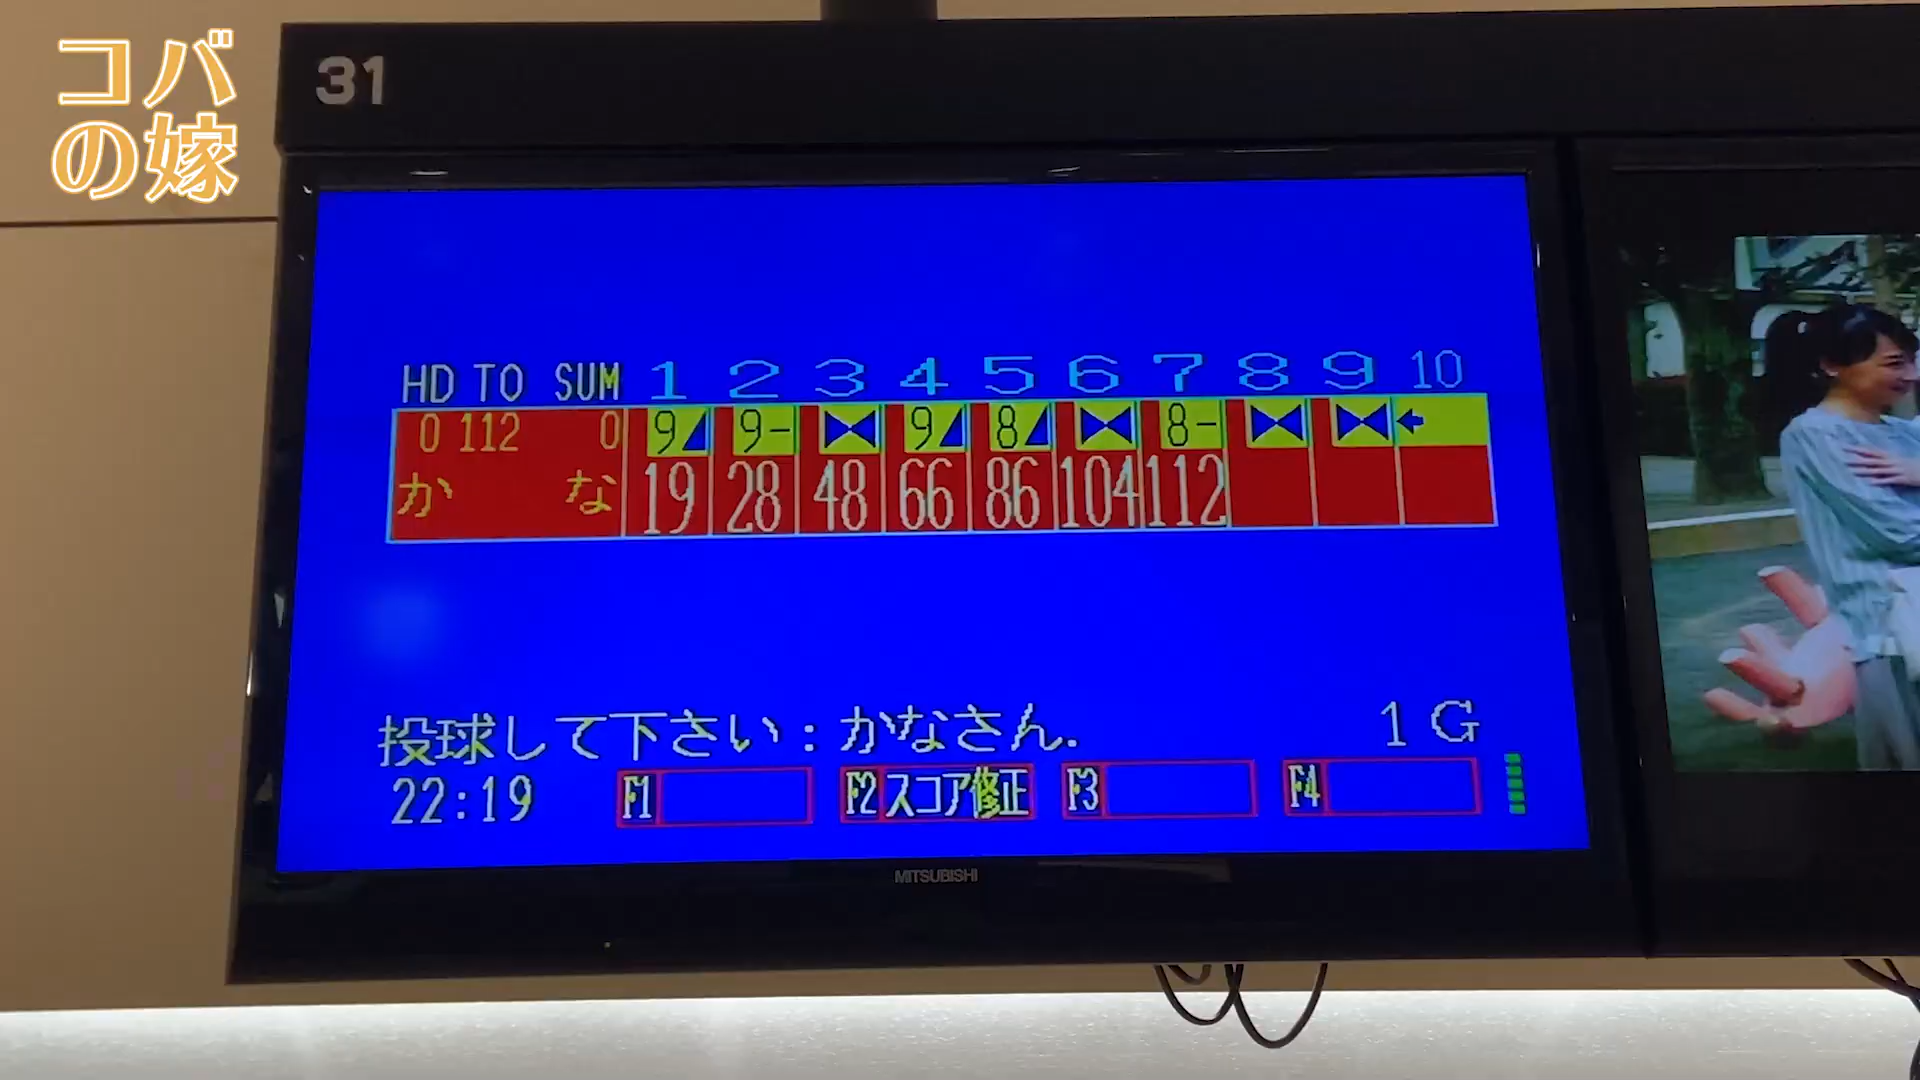 コバ
の嫁
31
HD TO SUM 1 2 3 4 5 6 7 8 9 10
0 112 0 9 9- 9 8 8-
かな 19 28 48 66 86 104 112
投球して下さい:かなさん. 1G
22:19 F1 F2スコア修正 F3 F4
MITSUBISHI